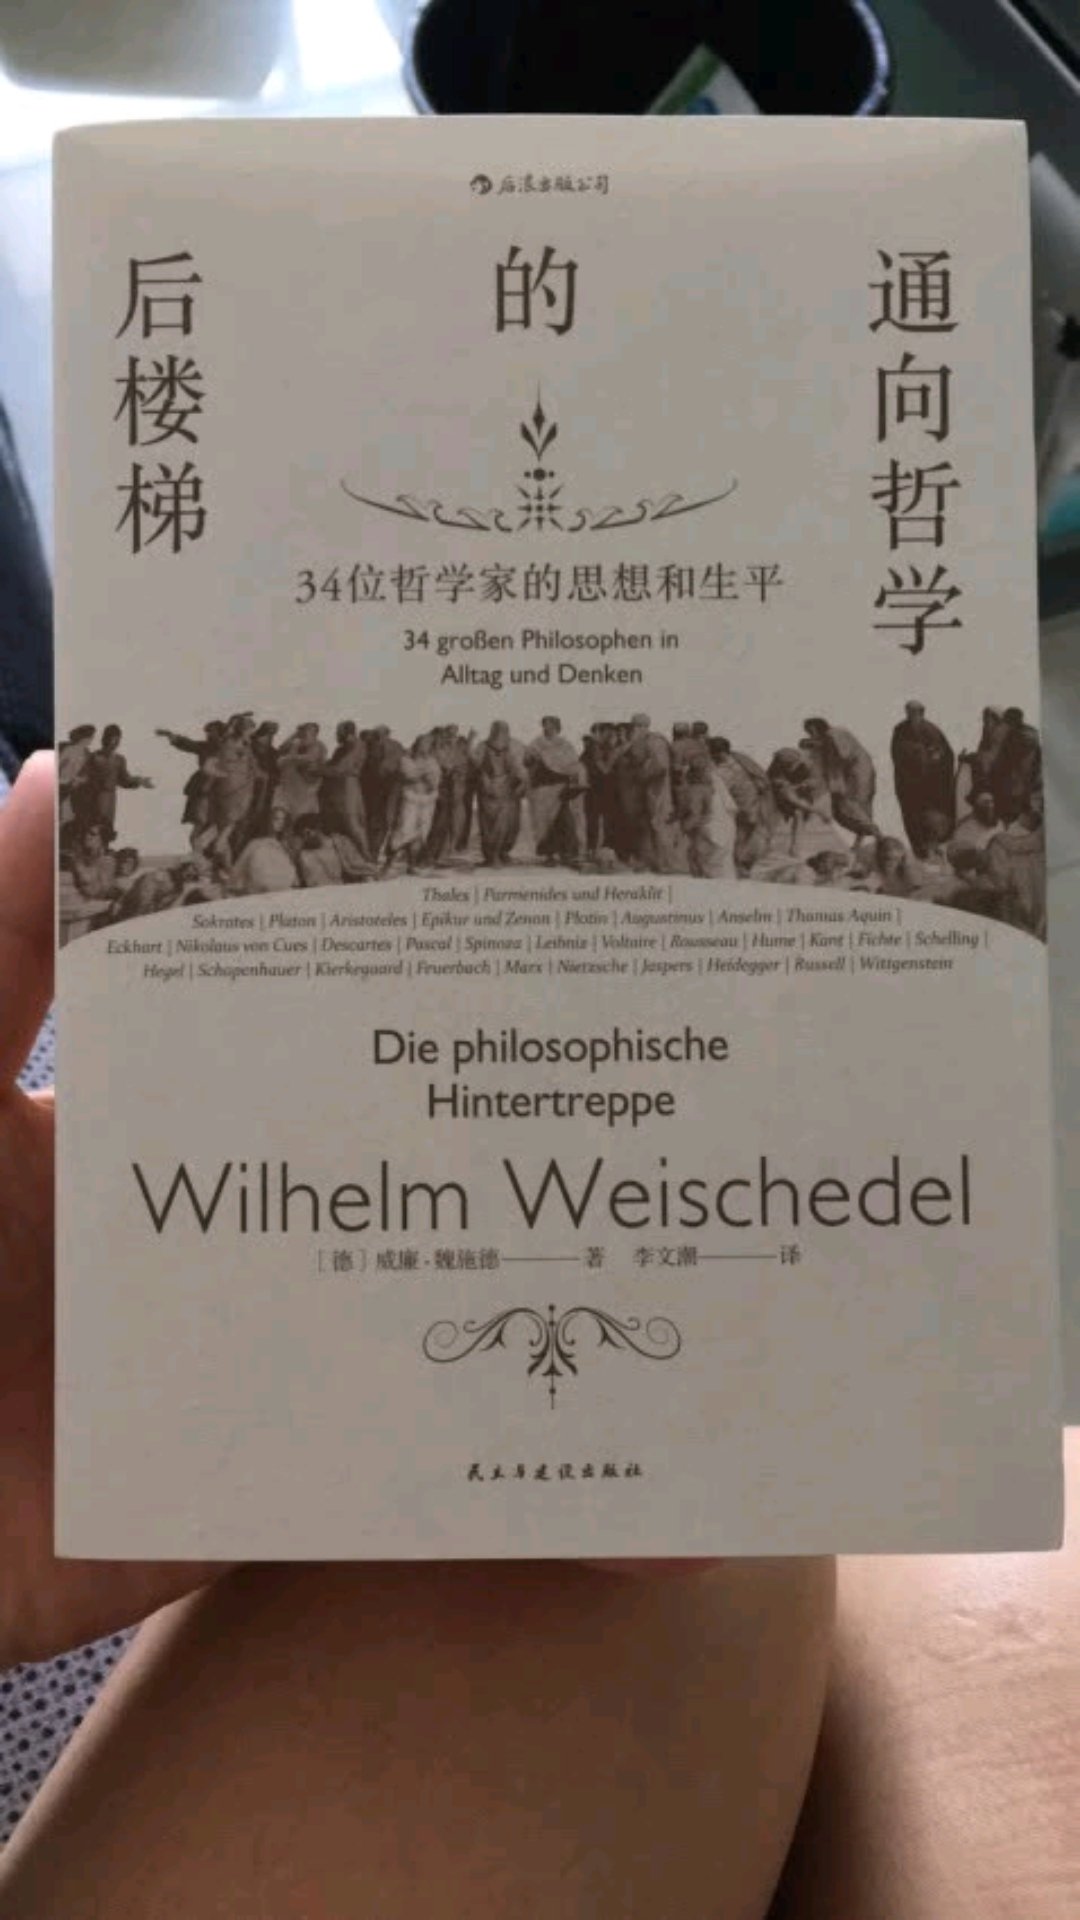 后浪出版公司
通向哲学
的
后楼梯
34位哲学家的思想和生平
34 großen Philosophen in
Alltag und Denken
Thales | Parmenides und Heraklit |
Sokrates | Platon | Aristoteles | Epikur und Zenon | Plotin | Augustinus | Anselm | Thomas Aquin |
Eckhart | Nikolaus von Cues | Descartes | Pascal | Spinoza | Leibniz | Voltaire | Rousseau | Hume | Kant | Fichte | Schelling |
Hegel | Schopenhauer | Kierkegaard | Feuerbach | Marx | Nietzsche | Jaspers | Heidegger | Russell | Wittgenstein
Die philosophische
Hintertreppe
Wilhelm Weischedel
［德］威廉·魏施德———著 李文潮———译
民主与建设出版社